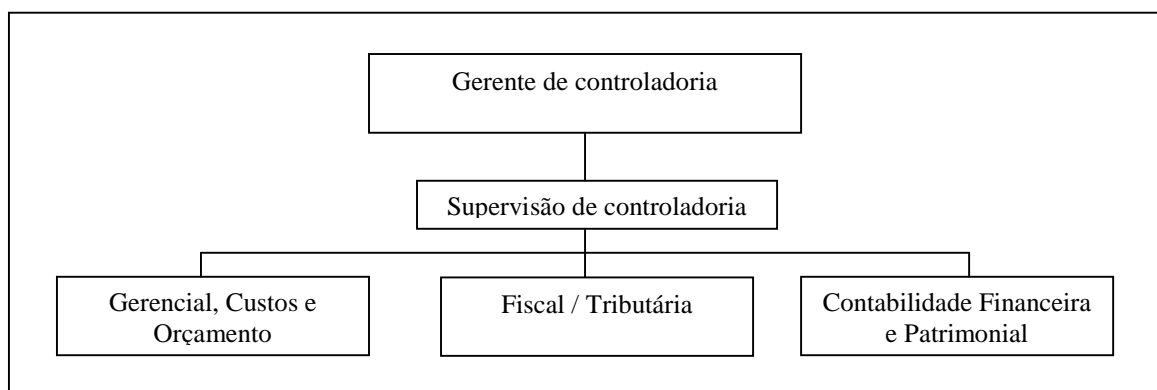 Gerente de controladoria
Supervisão de controladoria
Gerencial, Custos e
Orçamento
Fiscal / Tributária
Contabilidade Financeira
e Patrimonial